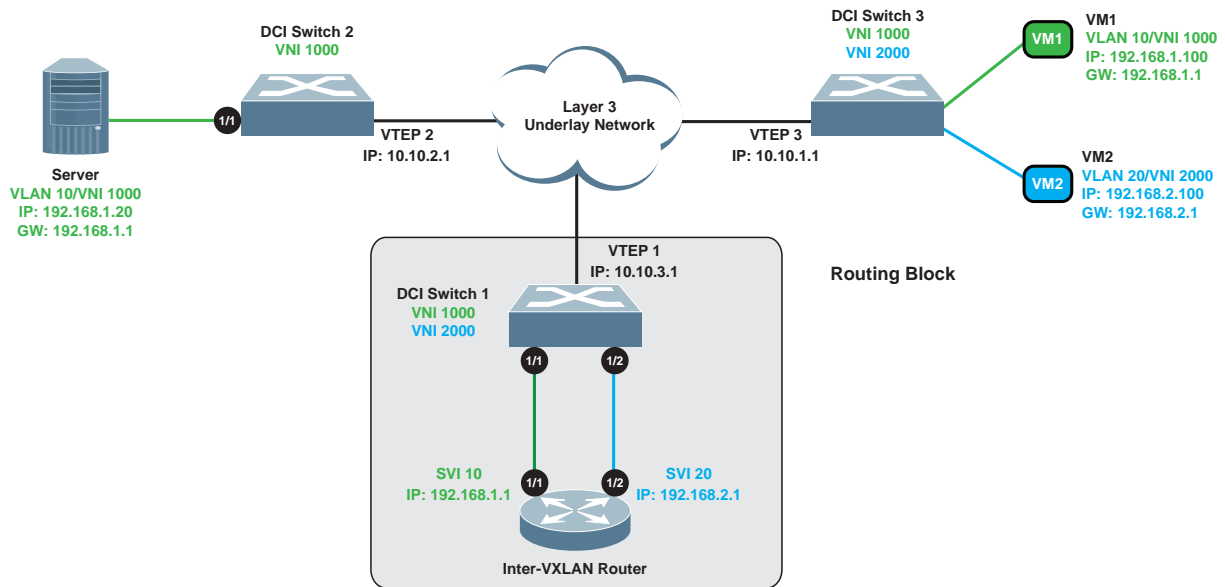 DCI Switch 2
VNI 1000
1/1
Server
VLAN 10/VNI 1000
IP: 192.168.1.20
GW: 192.168.1.1
VTEP 2
IP: 10.10.2.1
Layer 3
Underlay Network
DCI Switch 3
VNI 1000
VNI 2000
VTEP 3
IP: 10.10.1.1
VM1
VM1
VLAN 10/VNI 1000
IP: 192.168.1.100
GW: 192.168.1.1
VM2
VM2
VLAN 20/VNI 2000
IP: 192.168.2.100
GW: 192.168.2.1
VTEP 1
IP: 10.10.3.1
Routing Block
DCI Switch 1
VNI 1000
VNI 2000
1/1
1/2
SVI 10
IP: 192.168.1.1
1/1
1/2
SVI 20
IP: 192.168.2.1
Inter-VXLAN Router